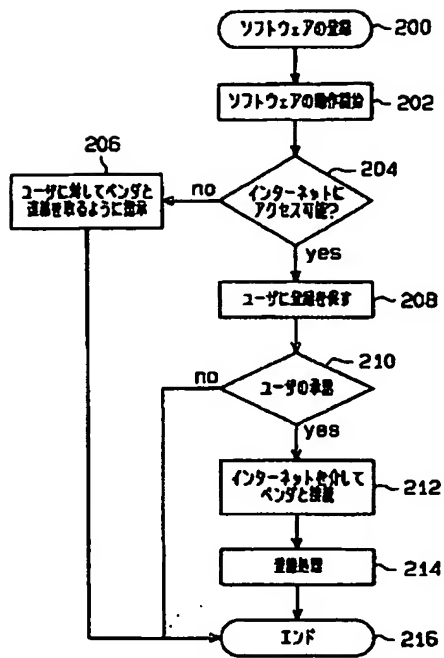 ソフトウェアの登録
200
ソフトウェアの動作開始
202
206
204
ユーザに対してベンダと
連絡を取るように指示
no
インターネットに
アクセス可能?
yes
ユーザに登録を促す
208
210
no
ユーザの承認
yes
インターネットを介して
ベンダと接続
212
登録処理
214
エンド
216